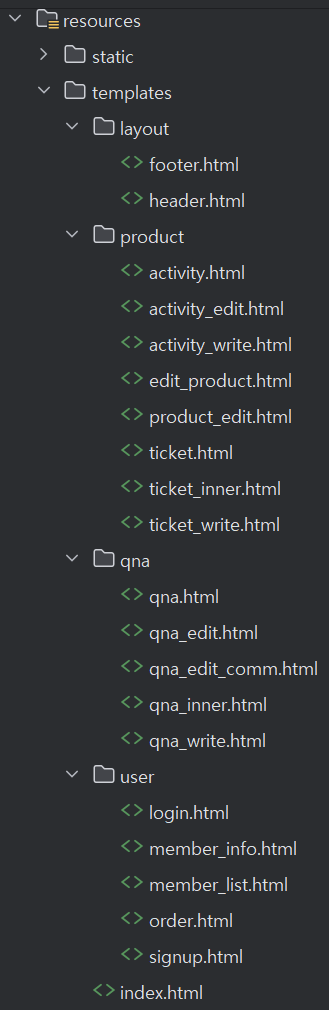 resources
static
templates
layout
footer.html
header.html
product
activity.html
activity_edit.html
activity_write.html
edit_product.html
product_edit.html
ticket.html
ticket_inner.html
ticket_write.html
qna
qna.html
qna_edit.html
qna_edit_comm.html
qna_inner.html
qna_write.html
user
login.html
member_info.html
member_list.html
order.html
signup.html
index.html